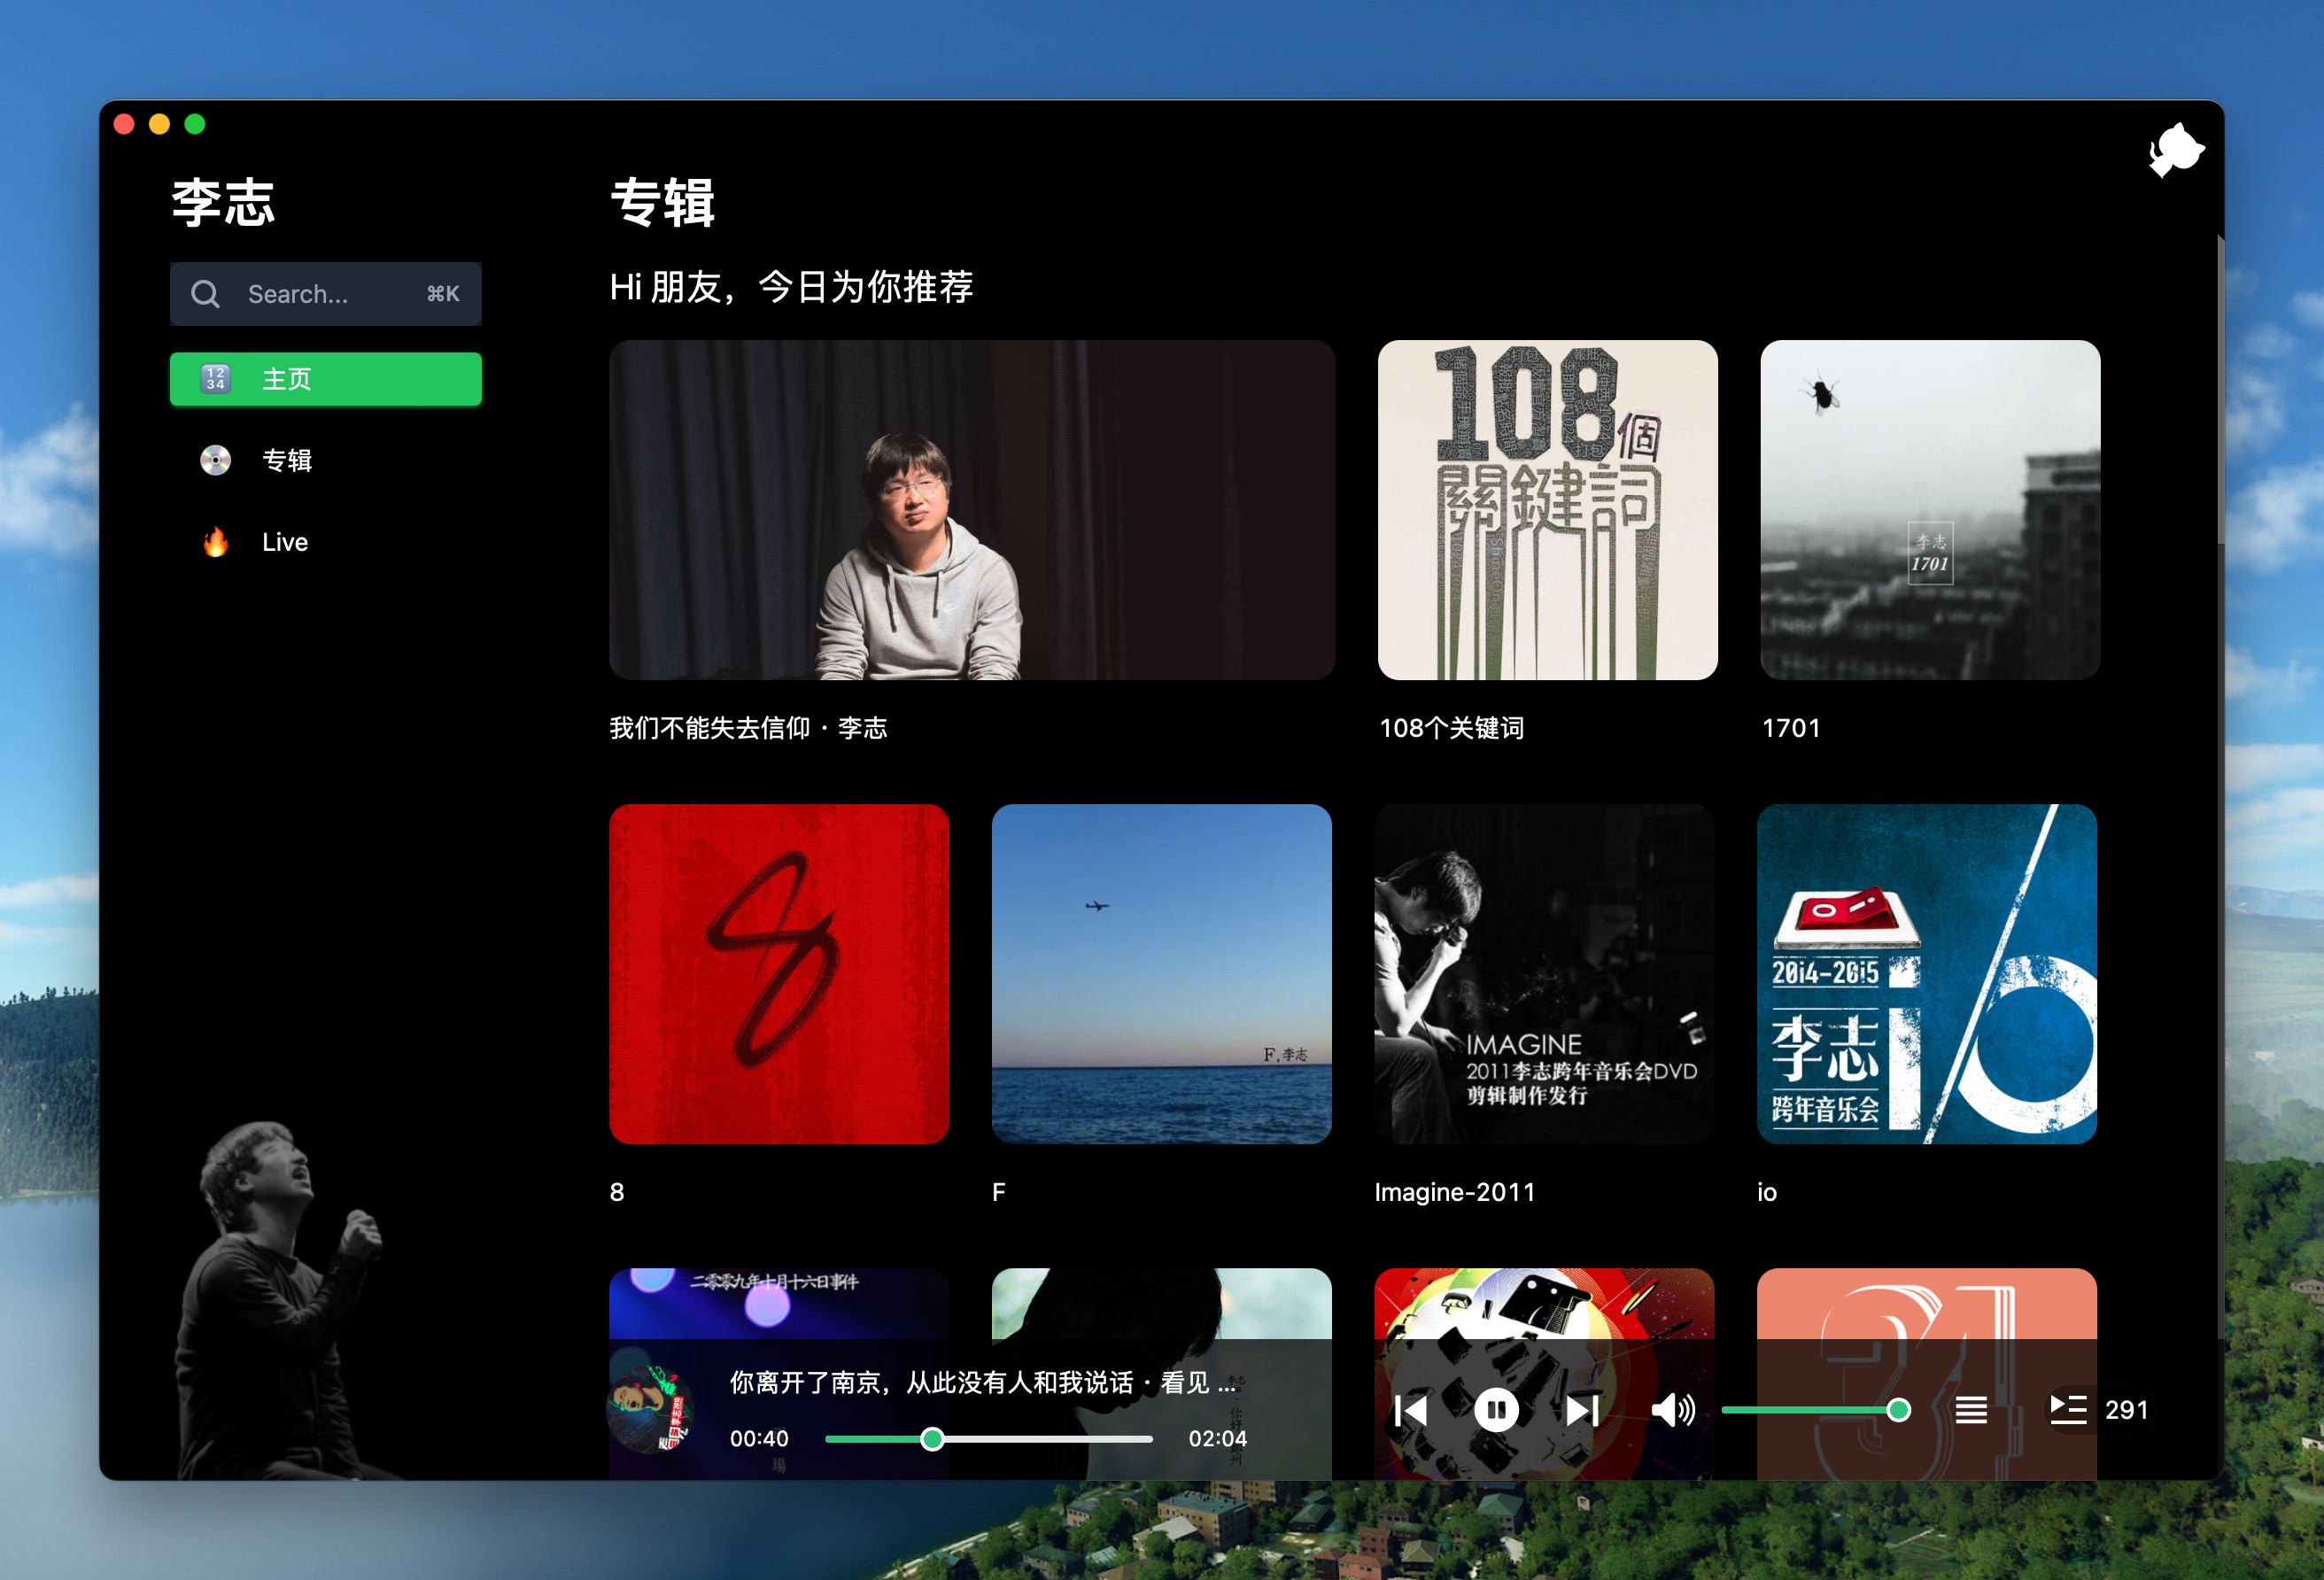 李志
Search...
⌘K
主页
专辑
Live
专辑
Hi 朋友，今日为你推荐
108個
關鍵詞
李志
1701
我们不能失去信仰 · 李志
108个关键词
1701
8
F,李志
IMAGINE
2011李志跨年音乐会DVD
剪辑制作发行
2014-2015
李志
跨年音乐会
i/o
8
F
Imagine-2011
io
二零零九年十月十六日事件
31
你离开了南京，从此没有人和我说话 · 看见 ...
00:40
02:04
291